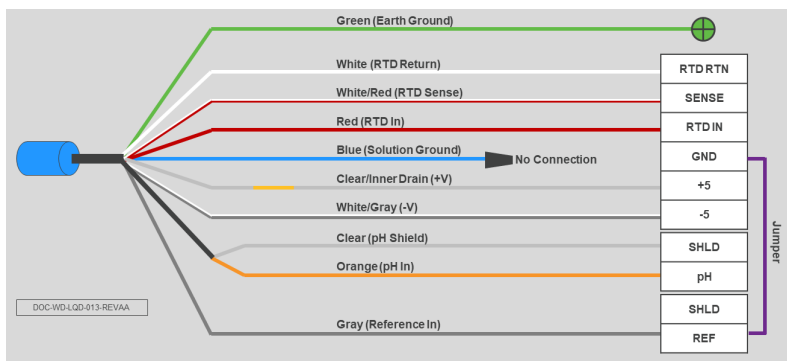 Green (Earth Ground)
White (RTD Return)
RTD RTN
White/Red (RTD Sense)
SENSE
Red (RTD In)
RTD IN
Blue (Solution Ground)
No Connection
GND
Clear/Inner Drain (+V)
+5
White/Gray (-V)
-5
Jumper
Clear (pH Shield)
SHLD
Orange (pH In)
pH
DOC-WD-LQD-013-REVAA
SHLD
Gray (Reference In)
REF